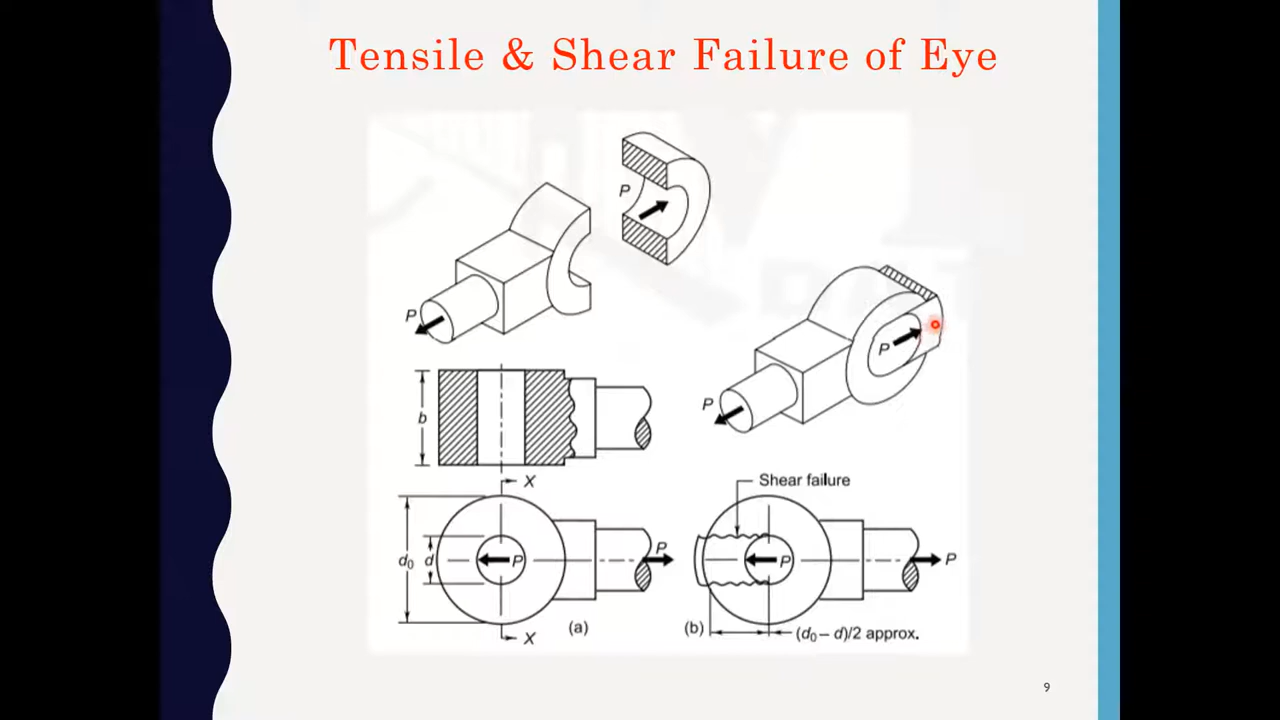 Tensile & Shear Failure of Eye
P
P
P
P
b
X
Shear failure
d₀
d
P
P
P
P
X
(a)
(b)
(d₀ – d)/2 approx.
9